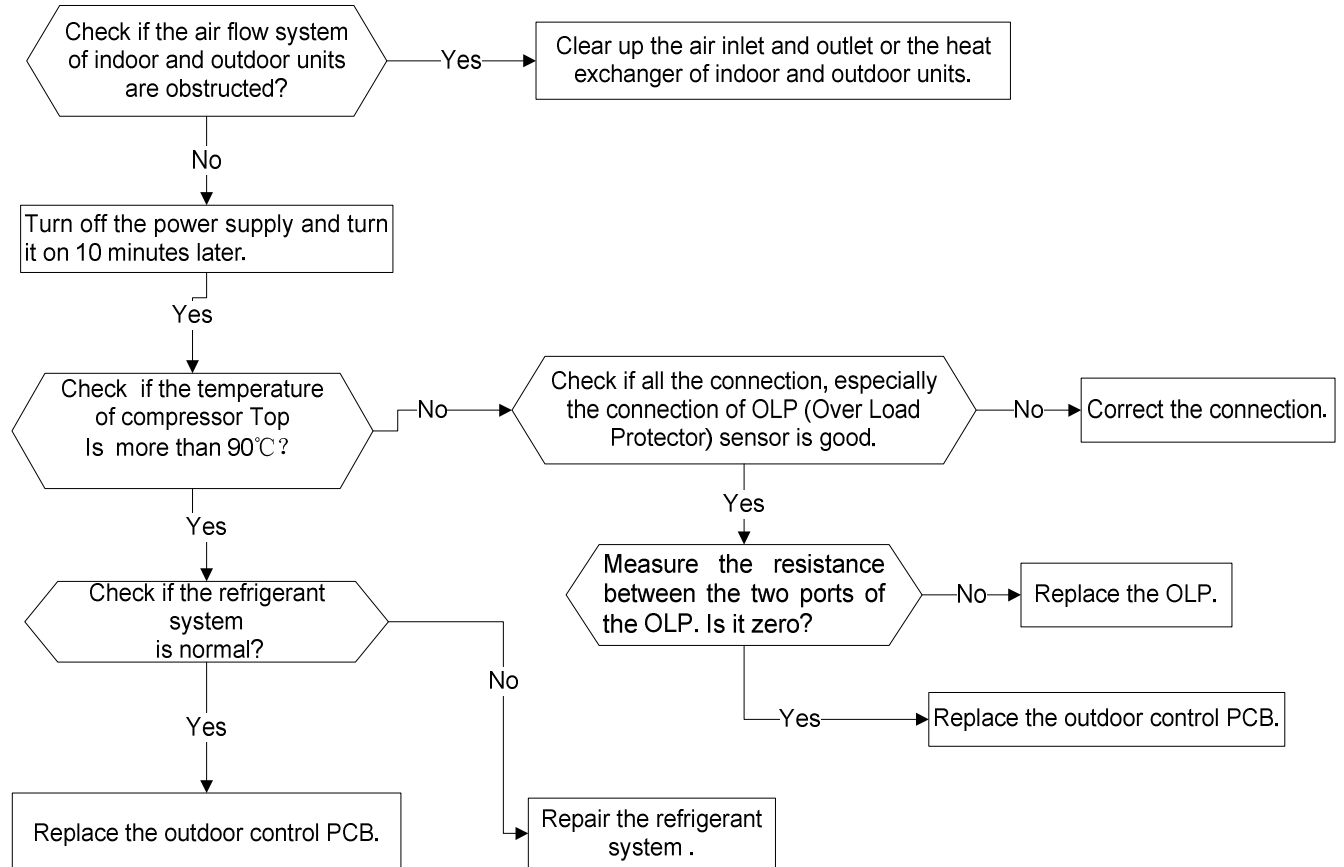 Check if the air flow system
of indoor and outdoor units
are obstructed?
Yes
Clear up the air inlet and outlet or the heat
exchanger of indoor and outdoor units.
No
Turn off the power supply and turn
it on 10 minutes later.
Yes
Check if the temperature
of compressor Top
Is more than 90℃?
No
Check if all the connection, especially
the connection of OLP (Over Load
Protector) sensor is good.
No
Correct the connection.
Yes
Yes
Measure the resistance
between the two ports of
the OLP. Is it zero?
No
Replace the OLP.
Check if the refrigerant
system
is normal?
No
Yes
Replace the outdoor control PCB.
Yes
Replace the outdoor control PCB.
Repair the refrigerant
system .